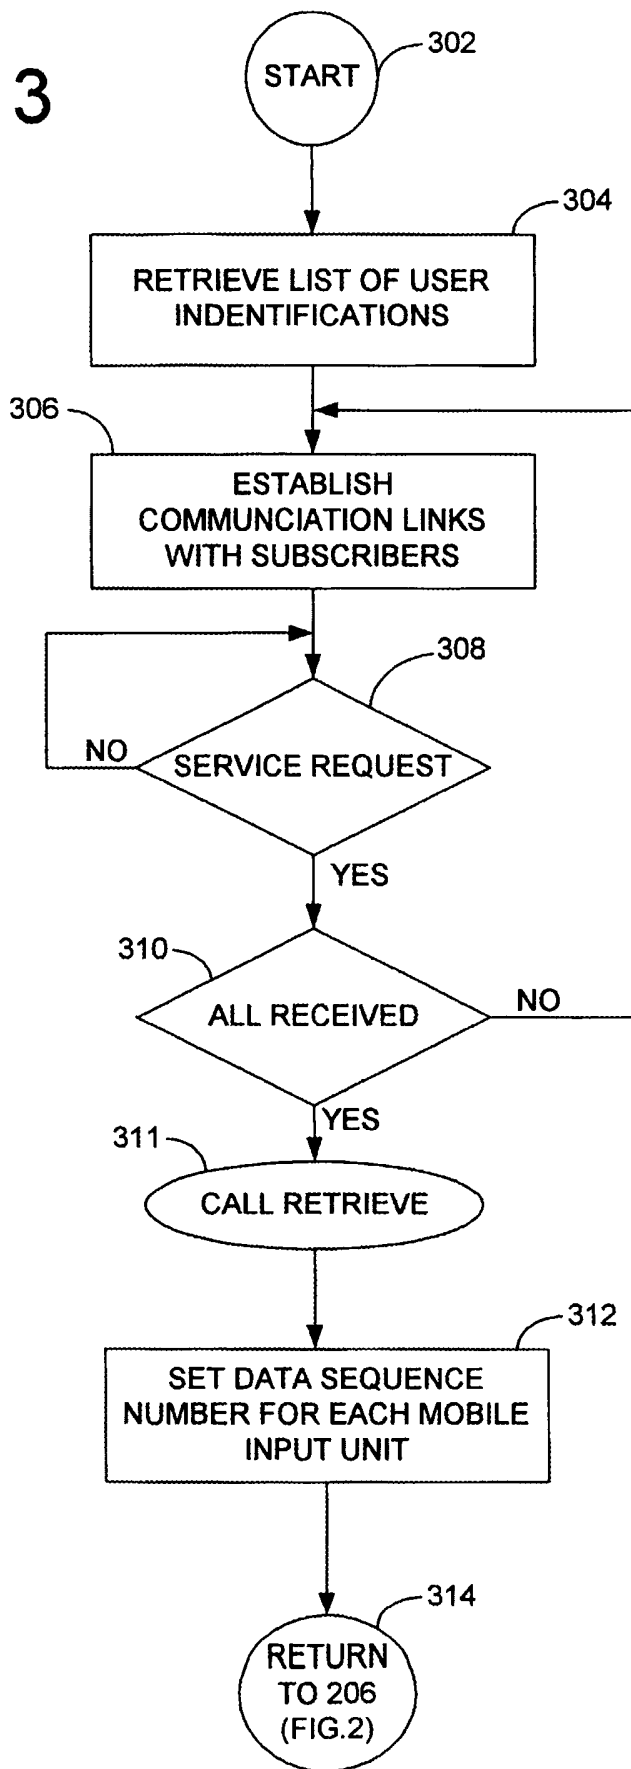 3
START
302
304
RETRIEVE LIST OF USER
INDENTIFICATIONS
306
ESTABLISH
COMMUNCIATION LINKS
WITH SUBSCRIBERS
308
NO
SERVICE REQUEST
YES
310
ALL RECEIVED
NO
YES
311
CALL RETRIEVE
312
SET DATA SEQUENCE
NUMBER FOR EACH MOBILE
INPUT UNIT
314
RETURN
TO 206
(FIG.2)